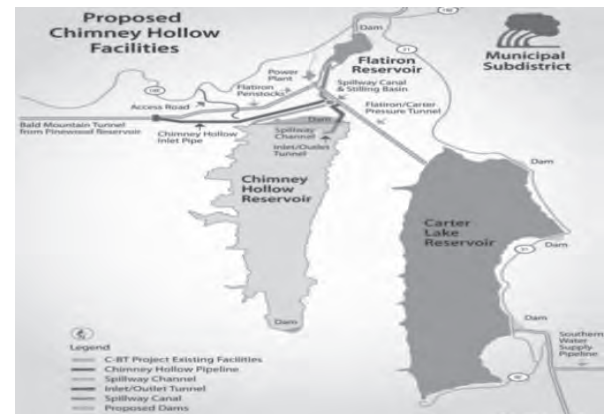 Proposed
Chimney Hollow
Facilities
Dam
Municipal
Subdistrict
Flatiron
Reservoir
Power
Plant
Flatiron
Penstocks
Spillway Canal
& Stilling Basin
Access Road
Flatiron/Carter
Pressure Tunnel
Bald Mountain Tunnel
from Pinewood Reservoir
Chimney Hollow
Inlet Pipe
Dam
Spillway
Channel
Inlet/Outlet
Tunnel
Dam
Chimney
Hollow
Reservoir
Carter
Lake
Reservoir
Dam
Dam
Dam
Southern
Water
Supply
Pipeline
Legend
C-BT Project Existing Facilities
Chimney Hollow Pipeline
Spillway Channel
Inlet/Outlet Tunnel
Spillway Canal
Proposed Dams